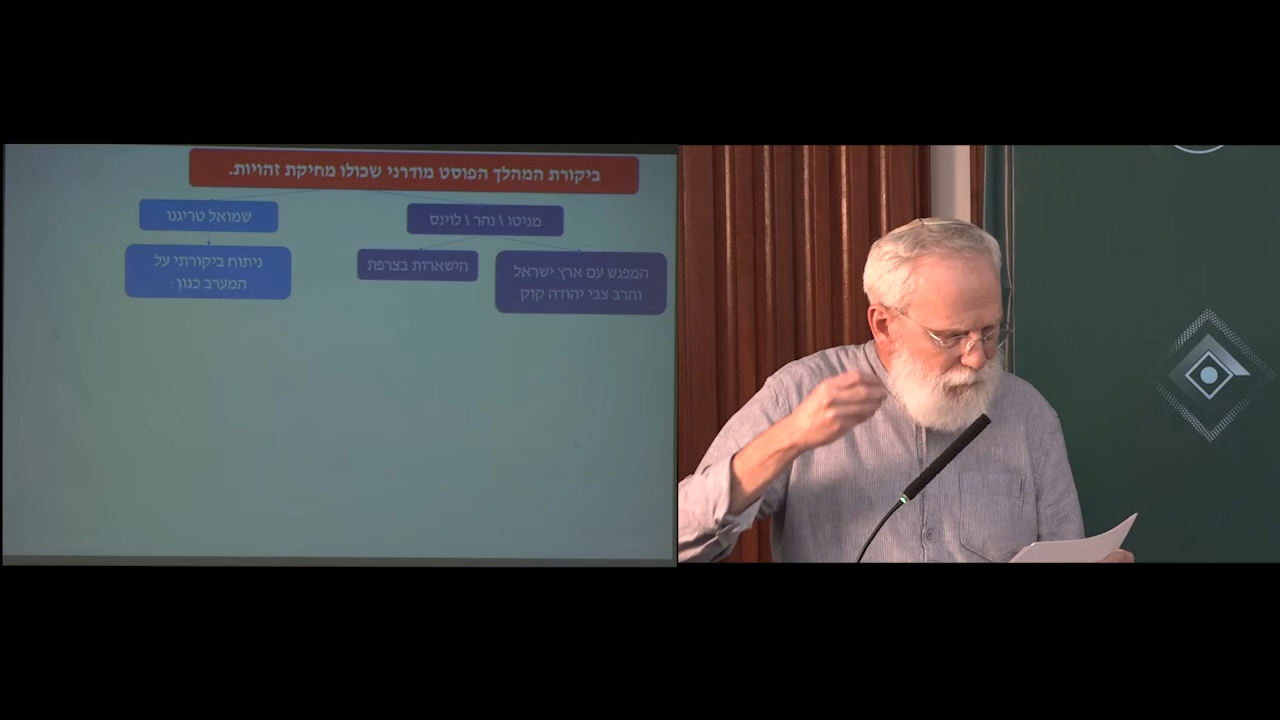 ביקורת המהלך הפוסט מודרני שכולו מחיקת זהויות.
מניטו \ נהר \ לוינס
שמואל טריגנו
המפגש עם ארץ ישראל
והרב צבי יהודה קוק
הישארות בצרפת
ניתוח ביקורתי על
המערב כגון: